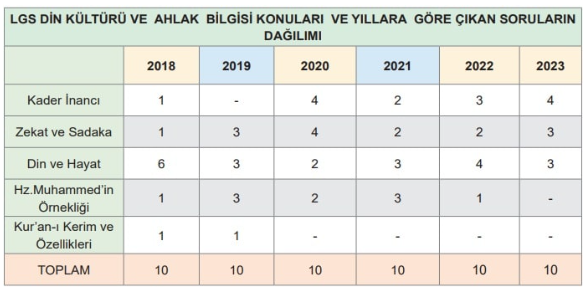 LGS DİN KÜLTÜRÜ VE AHLAK BİLGİSİ KONULARI VE YILLARA GÖRE ÇIKAN SORULARIN
DAĞILIMI
2018 2019 2020 2021 2022 2023
Kader İnancı 1 - 4 2 3 4
Zekat ve Sadaka 1 3 4 2 2 3
Din ve Hayat 6 3 2 3 4 3
Hz.Muhammed'in
Örnekliği 1 3 2 3 1 -
Kur'an-ı Kerim ve
Özellikleri 1 1 - - - -
TOPLAM 10 10 10 10 10 10